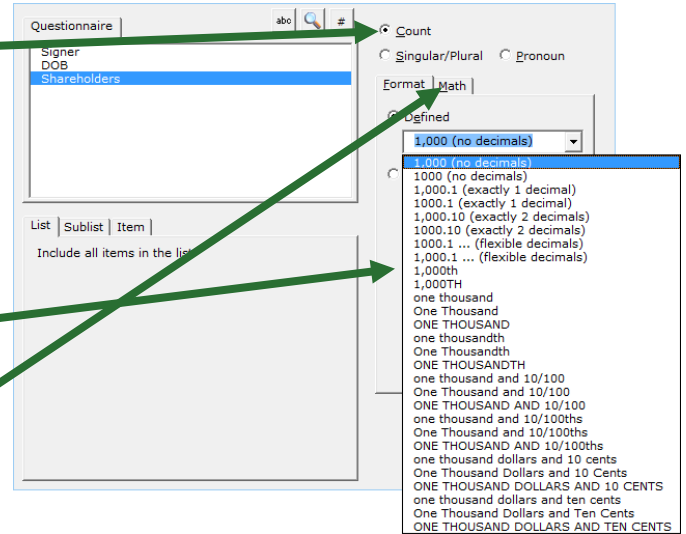 Questionnaire
abc
#
Signer
DOB
Shareholders
Count
Singular/Plural
Pronoun
Format
Math
Defined
1,000 (no decimals)
1,000 (no decimals)
1000 (no decimals)
1,000.1 (exactly 1 decimal)
1000.1 (exactly 1 decimal)
1,000.10 (exactly 2 decimals)
1000.10 (exactly 2 decimals)
1000.1 ... (flexible decimals)
1,000.1 ... (flexible decimals)
1,000th
1,000TH
one thousand
One Thousand
ONE THOUSAND
one thousandth
One Thousandth
ONE THOUSANDTH
one thousand and 10/100
One Thousand and 10/100
ONE THOUSAND AND 10/100
one thousand and 10/100ths
One Thousand and 10/100ths
ONE THOUSAND AND 10/100ths
one thousand dollars and 10 cents
One Thousand Dollars and 10 Cents
ONE THOUSAND DOLLARS AND 10 CENTS
one thousand dollars and ten cents
One Thousand Dollars and Ten Cents
ONE THOUSAND DOLLARS AND TEN CENTS
List
Sublist
Item
Include all items in the list